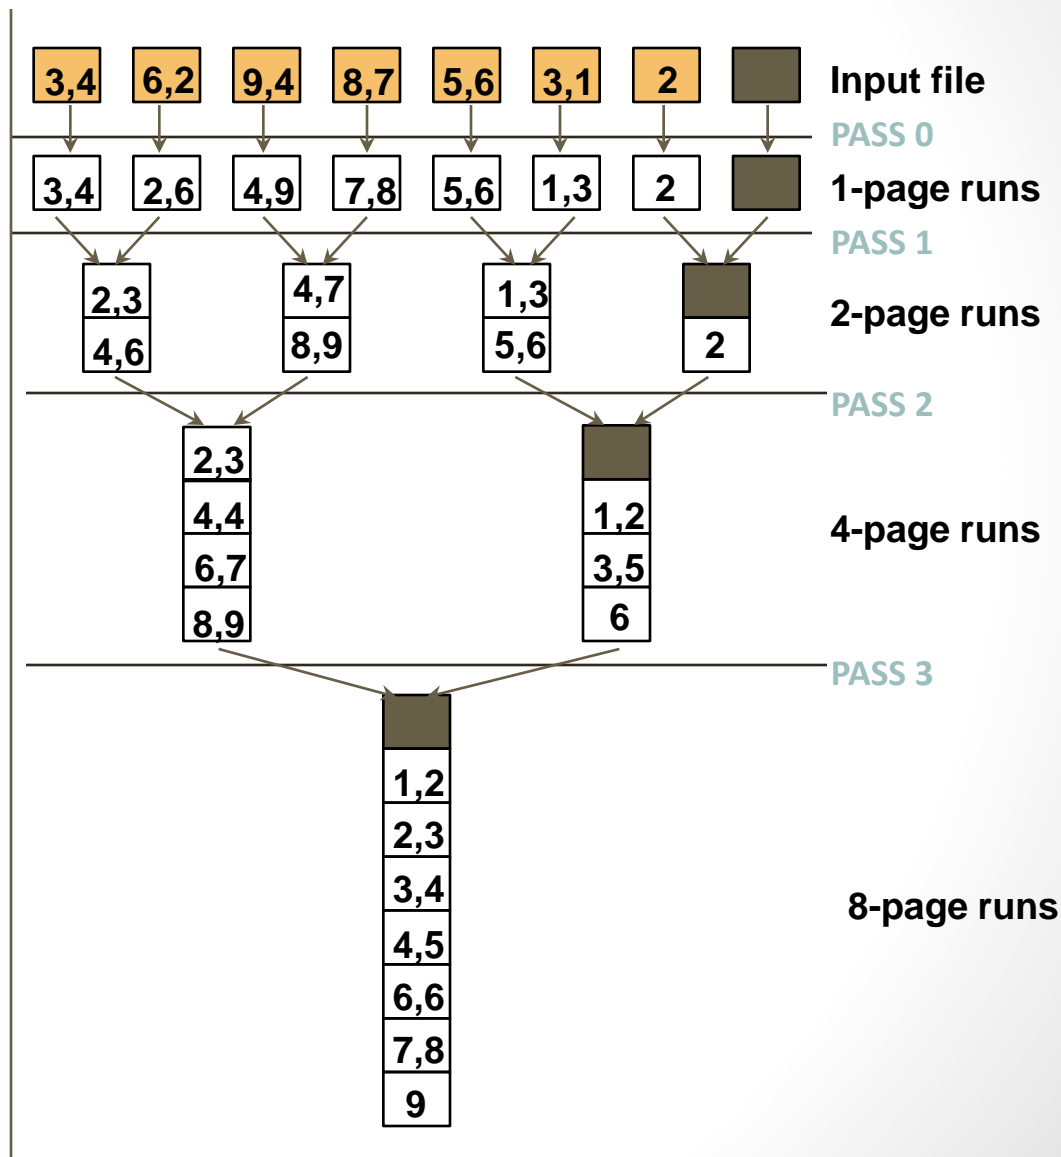 3,4 6,2 9,4 8,7 5,6 3,1 2 Input file
PASS 0
3,4 2,6 4,9 7,8 5,6 1,3 2 1-page runs
PASS 1
2,3 4,7 1,3
2-page runs
4,6 8,9 5,6 2
PASS 2
2,3
4,4 1,2
4-page runs
6,7 3,5
8,9 6
PASS 3
1,2
2,3
3,4
8-page runs
4,5
6,6
7,8
9